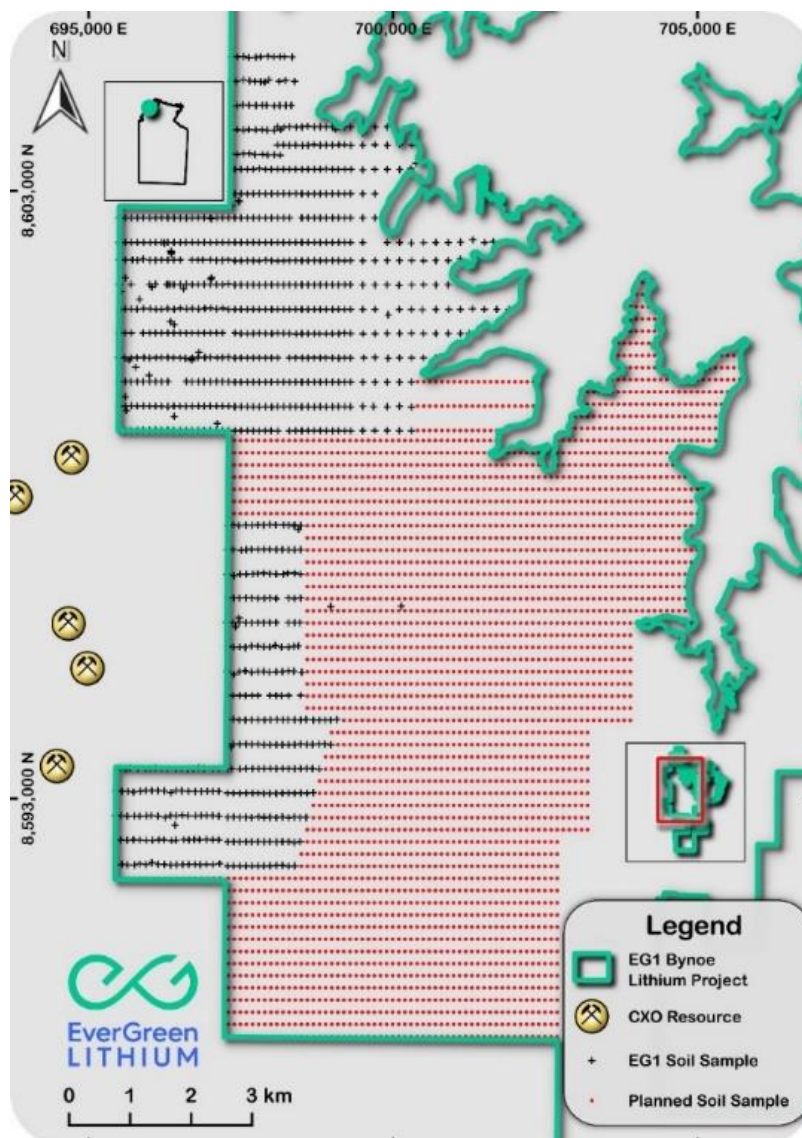 695,000 E
700,000 E
705,000 E
N
8,603,000 N
8,593,000 N
Legend
EG1 Bynoe
Lithium Project
CXO Resource
EG1 Soil Sample
Planned Soil Sample
EverGreen
LITHIUM
0 1 2 3 km